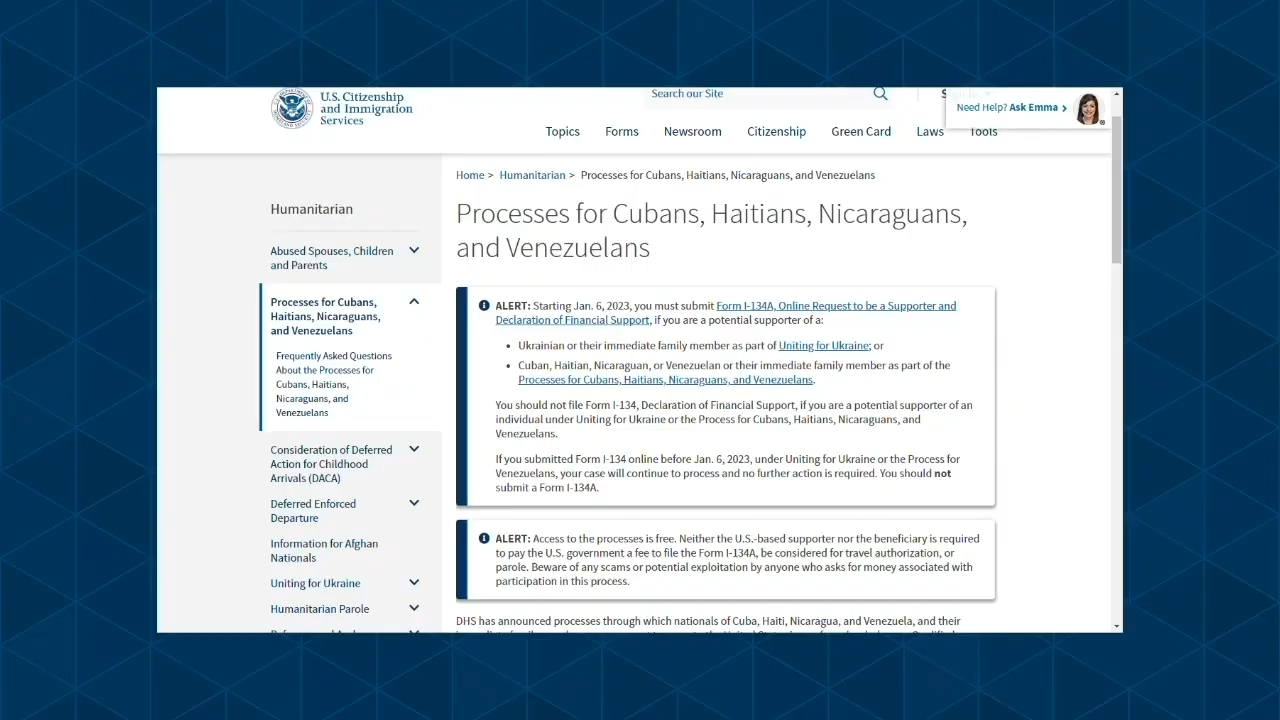 U.S. Citizenship
and Immigration
Services
Search our Site
Need Help? Ask Emma
Topics
Forms
Newsroom
Citizenship
Green Card
Laws
Tools
Home >
Humanitarian >
Processes for Cubans, Haitians, Nicaraguans, and Venezuelans
Humanitarian
Abused Spouses, Children
and Parents
Processes for Cubans,
Haitians, Nicaraguans,
and Venezuelans
Frequently Asked Questions
About the Processes for
Cubans, Haitians,
Nicaraguans, and
Venezuelans
Consideration of Deferred
Action for Childhood
Arrivals (DACA)
Deferred Enforced
Departure
Information for Afghan
Nationals
Uniting for Ukraine
Humanitarian Parole
Processes for Cubans, Haitians, Nicaraguans,
and Venezuelans
ALERT: Starting Jan. 6, 2023, you must submit Form I-134A, Online Request to be a Supporter and
Declaration of Financial Support, if you are a potential supporter of a:
• Ukrainian or their immediate family member as part of Uniting for Ukraine; or
• Cuban, Haitian, Nicaraguan, or Venezuelan or their immediate family member as part of the
Processes for Cubans, Haitians, Nicaraguans, and Venezuelans.
You should not file Form I-134, Declaration of Financial Support, if you are a potential supporter of an
individual under Uniting for Ukraine or the Process for Cubans, Haitians, Nicaraguans, and
Venezuelans.
If you submitted Form I-134 online before Jan. 6, 2023, under Uniting for Ukraine or the Process for
Venezuelans, your case will continue to process and no further action is required. You should not
submit a Form I-134A.
ALERT: Access to the processes is free. Neither the U.S.-based supporter nor the beneficiary is required
to pay the U.S. government a fee to file the Form I-134A, be considered for travel authorization, or
parole. Beware of any scams or potential exploitation by anyone who asks for money associated with
participation in this process.
DHS has announced processes through which nationals of Cuba, Haiti, Nicaragua, and Venezuela, and their